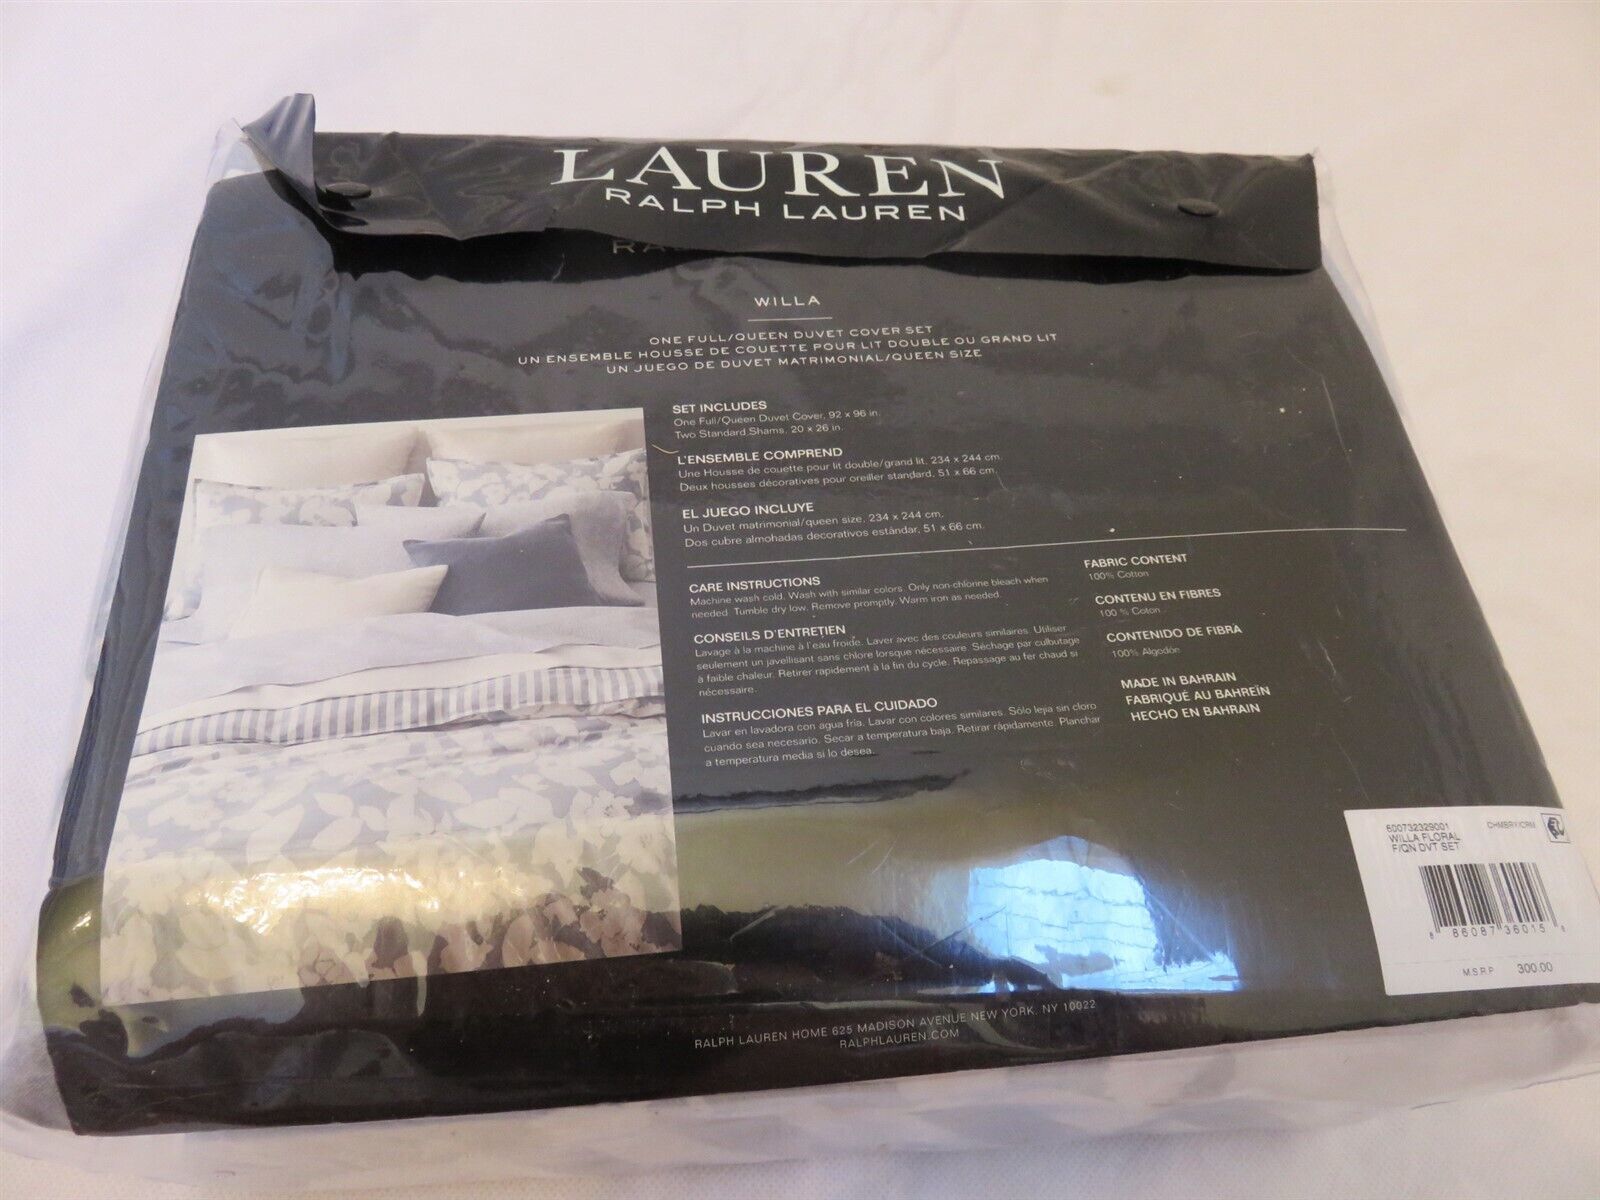 LAUREN
RALPH LAUREN
WILLA
ONE FULL/QUEEN DUVET COVER SET
UN ENSEMBLE HOUSSE DE COUETTE POUR LIT DOUBLE OU GRAND LIT
UN JUEGO DE DUVET MATRIMONIAL/QUEEN SIZE
SET INCLUDES
One Full/Queen Duvet Cover, 92 x 96 in.
Two Standard Shams, 20 x 26 in.
L'ENSEMBLE COMPREND
Une Housse de couette pour lit double/grand lit, 234 x 244 cm.
Deux housses décoratives pour oreiller standard, 51 x 66 cm.
EL JUEGO INCLUYE
Un Duvet matrimonial/queen size, 234 x 244 cm.
Dos cubre almohadas decorativos estándar, 51 x 66 cm.
CARE INSTRUCTIONS
Machine wash cold. Wash with similar colors. Only non-chlorine bleach when
needed. Tumble dry low. Remove promptly. Warm iron as needed.
CONSEILS D'ENTRETIEN
Lavage à la machine à l'eau froide. Laver avec des couleurs similaires. Utiliser
seulement un javellisant sans chlore lorsque nécessaire. Séchage par culbutage
à faible chaleur. Retirer rapidement à la fin du cycle. Repassage au fer chaud si
nécessaire.
INSTRUCCIONES PARA EL CUIDADO
Lavar en lavadora con agua fría. Lavar con colores similares. Sólo lejia sin cloro
cuando sea necesario. Secar a temperatura baja. Retirar rápidamente. Planchar
a temperatura media si lo desea.
FABRIC CONTENT
100% Cotton
CONTENU EN FIBRES
100 % Coton
CONTENIDO DE FIBRA
100% Algodón
MADE IN BAHRAIN
FABRIQUÉ AU BAHREÏN
HECHO EN BAHRAIN
600732329001 CHMBRY/CRM
WILLA FLORAL
F/QN DVT SET
8 86087 36015 6
M.S.R.P 300.00
RALPH LAUREN HOME 625 MADISON AVENUE NEW YORK, NY 10022
RALPHLAUREN.COM